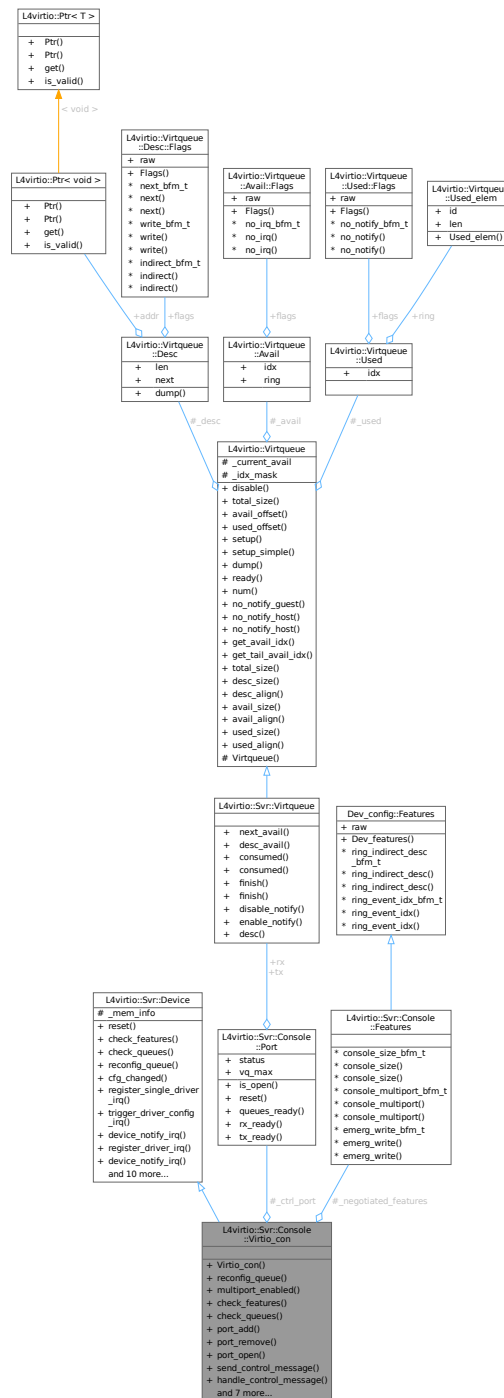 L4virtio::Ptr< T >
+ Ptr()
+ Ptr()
+ get()
+ is_valid()
< void >
L4virtio::Ptr< void >
+ Ptr()
+ Ptr()
+ get()
+ is_valid()
L4virtio::Virtqueue
::Desc::Flags
+ raw
+ Flags()
* next_bfm_t
* next()
* next()
* write_bfm_t
* write()
* write()
* indirect_bfm_t
* indirect()
* indirect()
L4virtio::Virtqueue
::Avail::Flags
+ raw
+ Flags()
* no_irq_bfm_t
* no_irq()
* no_irq()
L4virtio::Virtqueue
::Used::Flags
+ raw
+ Flags()
* no_notify_bfm_t
* no_notify()
* no_notify()
L4virtio::Virtqueue
::Used_elem
+ id
+ len
+ Used_elem()
+addr
+flags
+flags
+flags
+ring
L4virtio::Virtqueue
::Desc
+ len
+ next
+ dump()
L4virtio::Virtqueue
::Avail
+ idx
+ ring
L4virtio::Virtqueue
::Used
+ idx
#_desc
#_avail
#_used
L4virtio::Virtqueue
# _current_avail
# _idx_mask
+ disable()
+ total_size()
+ avail_offset()
+ used_offset()
+ setup()
+ setup_simple()
+ dump()
+ ready()
+ num()
+ no_notify_guest()
+ no_notify_host()
+ no_notify_host()
+ get_avail_idx()
+ get_tail_avail_idx()
+ total_size()
+ desc_size()
+ desc_align()
+ avail_size()
+ avail_align()
+ used_size()
+ used_align()
# Virtqueue()
L4virtio::Svr::Virtqueue
+ next_avail()
+ desc_avail()
+ consumed()
+ consumed()
+ finish()
+ finish()
+ disable_notify()
+ enable_notify()
+ desc()
Dev_config::Features
+ raw
+ Dev_features()
* ring_indirect_desc
_bfm_t
* ring_indirect_desc()
* ring_indirect_desc()
* ring_event_idx_bfm_t
* ring_event_idx()
* ring_event_idx()
+rx
+tx
L4virtio::Svr::Device
# _mem_info
+ reset()
+ check_features()
+ check_queues()
+ reconfig_queue()
+ cfg_changed()
+ register_single_driver
_irq()
+ trigger_driver_config
_irq()
+ device_notify_irq()
+ register_driver_irq()
+ device_notify_irq()
and 10 more...
L4virtio::Svr::Console
::Port
+ status
+ vq_max
+ is_open()
+ reset()
+ queues_ready()
+ rx_ready()
+ tx_ready()
L4virtio::Svr::Console
::Features
* console_size_bfm_t
* console_size()
* console_size()
* console_multiport_bfm_t
* console_multiport()
* console_multiport()
* emerg_write_bfm_t
* emerg_write()
* emerg_write()
#_ctrl_port
#_negotiated_features
L4virtio::Svr::Console
::Virtio_con
+ Virtio_con()
+ reconfig_queue()
+ multiport_enabled()
+ check_features()
+ check_queues()
+ port_add()
+ port_remove()
+ port_open()
+ send_control_message()
+ handle_control_message()
and 7 more...